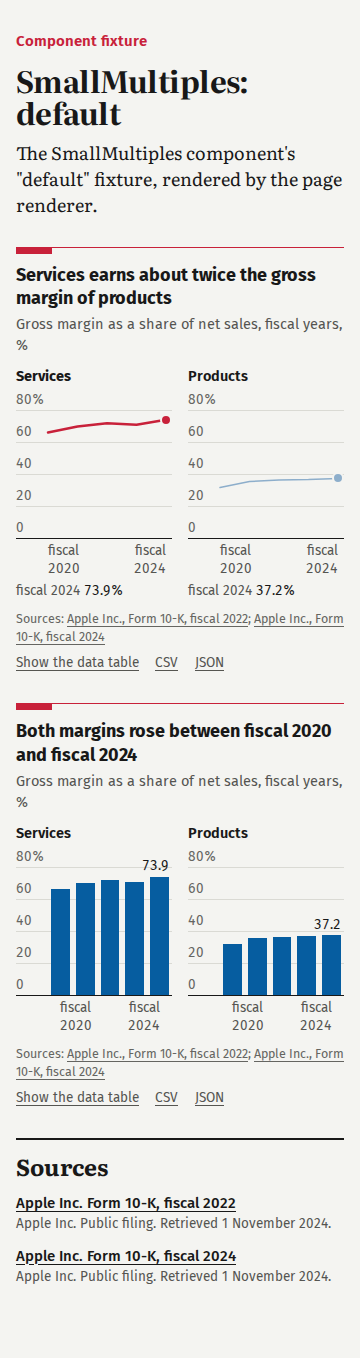 Component fixture
SmallMultiples:
default
The SmallMultiples component's
"default" fixture, rendered by the page
renderer.
Services earns about twice the gross
margin of products
Gross margin as a share of net sales, fiscal years,
%
Services
80%
60
40
20
0
fiscal
2020
fiscal
2024
fiscal 2024 73.9%
Products
80%
60
40
20
0
fiscal
2020
fiscal
2024
fiscal 2024 37.2%
Sources: Apple Inc., Form 10-K, fiscal 2022; Apple Inc., Form
10-K, fiscal 2024
Show the data table CSV JSON
Both margins rose between fiscal 2020
and fiscal 2024
Gross margin as a share of net sales, fiscal years,
%
Services
80%
73.9
60
40
20
0
fiscal
2020
fiscal
2024
Products
80%
60
40
37.2
20
0
fiscal
2020
fiscal
2024
Sources: Apple Inc., Form 10-K, fiscal 2022; Apple Inc., Form
10-K, fiscal 2024
Show the data table CSV JSON
Sources
Apple Inc. Form 10-K, fiscal 2022
Apple Inc. Public filing. Retrieved 1 November 2024.
Apple Inc. Form 10-K, fiscal 2024
Apple Inc. Public filing. Retrieved 1 November 2024.